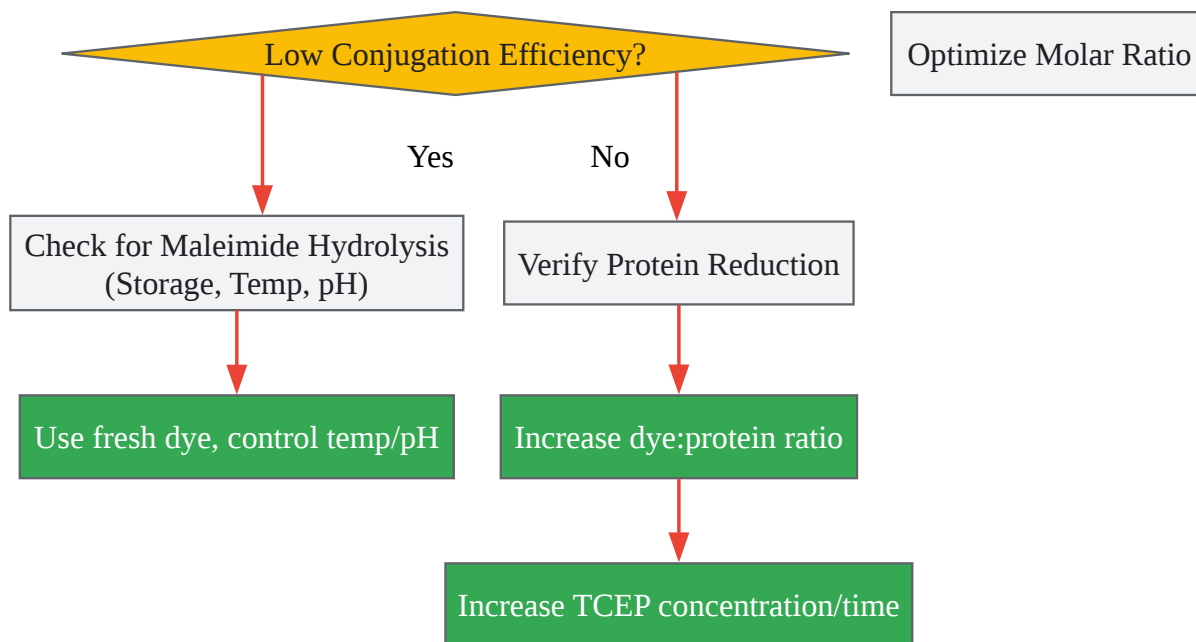 Low Conjugation Efficiency?
Optimize Molar Ratio
Yes
No
Check for Maleimide Hydrolysis
(Storage, Temp, pH)
Verify Protein Reduction
Use fresh dye, control temp/pH
Increase dye:protein ratio
Increase TCEP concentration/time